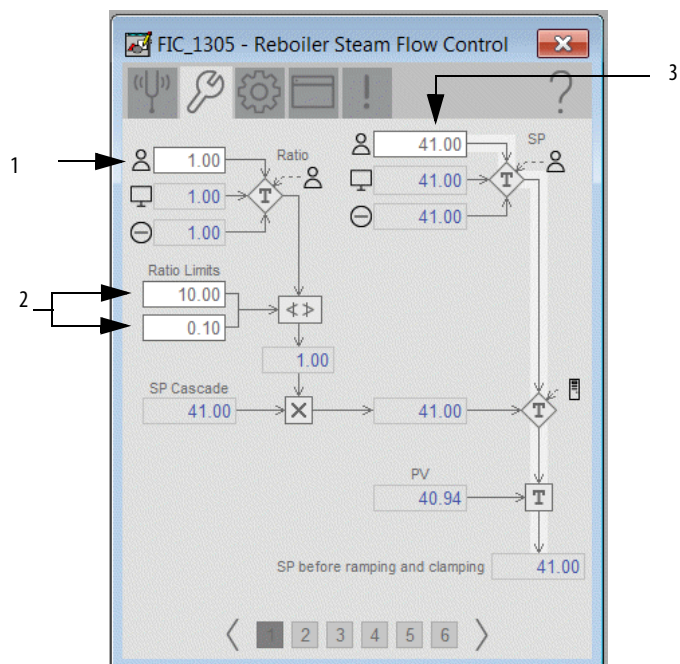 FIC_1305 - Reboiler Steam Flow Control
?
3
1
1.00
Ratio
T
1.00
1.00
41.00
SP
T
41.00
41.00
Ratio Limits
2
10.00
0.10
1.00
SP Cascade
41.00
41.00
T
PV
40.94
T
SP before ramping and clamping
41.00
1 2 3 4 5 6